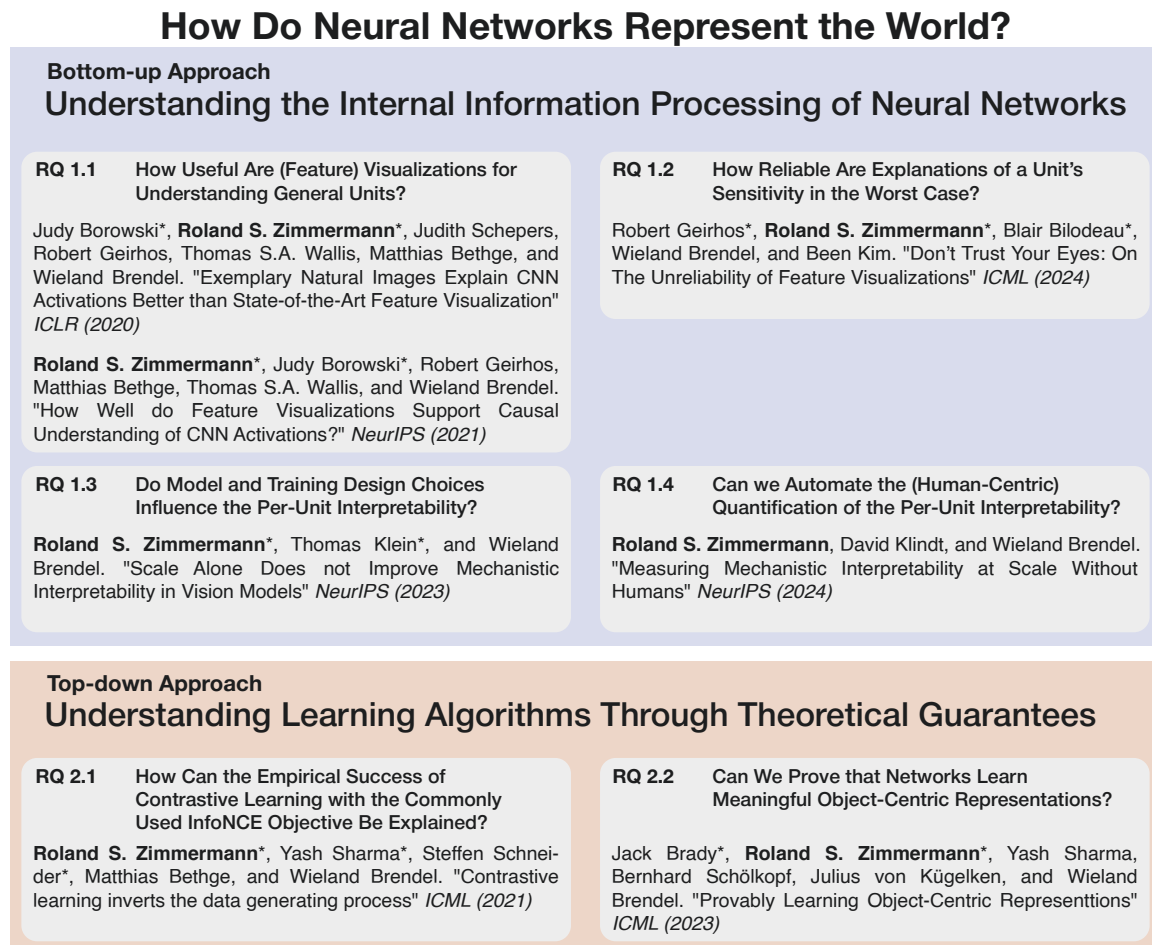 How Do Neural Networks Represent the World?
Bottom-up Approach
Understanding the Internal Information Processing of Neural Networks
RQ 1.1 How Useful Are (Feature) Visualizations for
Understanding General Units?
Judy Borowski*, Roland S. Zimmermann*, Judith Schepers,
Robert Geirhos, Thomas S.A. Wallis, Matthias Bethge, and
Wieland Brendel. "Exemplary Natural Images Explain CNN
Activations Better than State-of-the-Art Feature Visualization"
ICLR (2020)
Roland S. Zimmermann*, Judy Borowski*, Robert Geirhos,
Matthias Bethge, Thomas S.A. Wallis, and Wieland Brendel.
"How Well do Feature Visualizations Support Causal
Understanding of CNN Activations?" NeurIPS (2021)
RQ 1.2 How Reliable Are Explanations of a Unit's
Sensitivity in the Worst Case?
Robert Geirhos*, Roland S. Zimmermann*, Blair Bilodeau*,
Wieland Brendel, and Been Kim. "Don't Trust Your Eyes: On
The Unreliability of Feature Visualizations" ICML (2024)
RQ 1.3 Do Model and Training Design Choices
Influence the Per-Unit Interpretability?
Roland S. Zimmermann*, Thomas Klein*, and Wieland
Brendel. "Scale Alone Does not Improve Mechanistic
Interpretability in Vision Models" NeurIPS (2023)
RQ 1.4 Can we Automate the (Human-Centric)
Quantification of the Per-Unit Interpretability?
Roland S. Zimmermann, David Klindt, and Wieland Brendel.
"Measuring Mechanistic Interpretability at Scale Without
Humans" NeurIPS (2024)
Top-down Approach
Understanding Learning Algorithms Through Theoretical Guarantees
RQ 2.1 How Can the Empirical Success of
Contrastive Learning with the Commonly
Used InfoNCE Objective Be Explained?
Roland S. Zimmermann*, Yash Sharma*, Steffen Schnei-
der*, Matthias Bethge, and Wieland Brendel. "Contrastive
learning inverts the data generating process" ICML (2021)
RQ 2.2 Can We Prove that Networks Learn
Meaningful Object-Centric Representations?
Jack Brady*, Roland S. Zimmermann*, Yash Sharma,
Bernhard Schölkopf, Julius von Kügelken, and Wieland
Brendel. "Provably Learning Object-Centric Representtions"
ICML (2023)